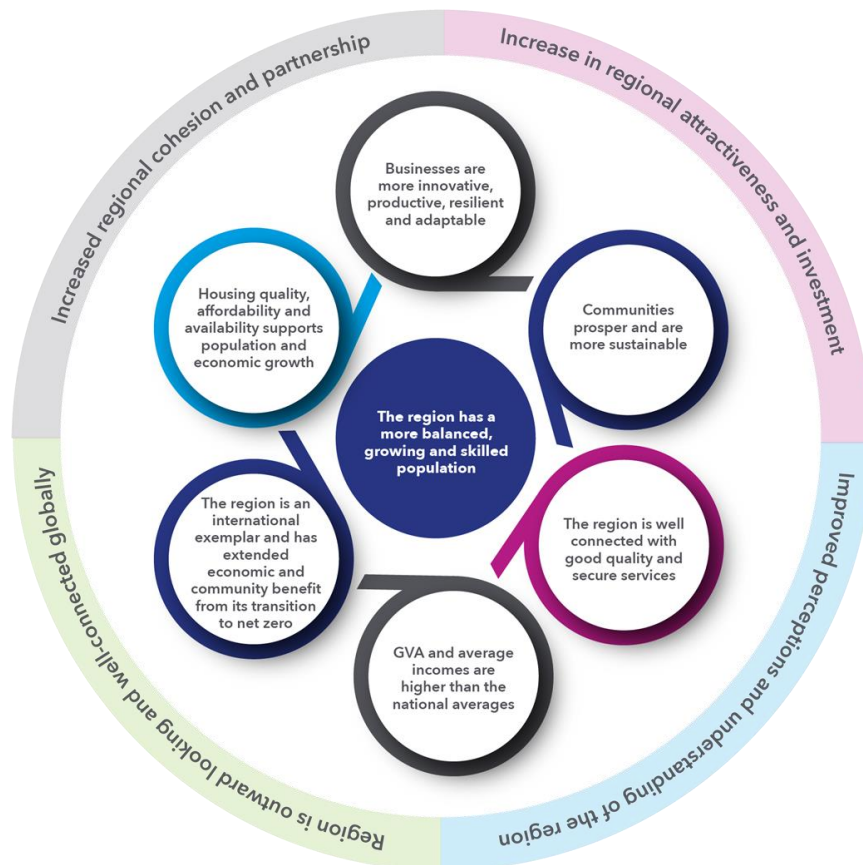 Increased regional cohesion and partnership
Increase in regional attractiveness and investment
Businesses are
more innovative,
productive, resilient
and adaptable
Housing quality,
affordability and
availability supports
population and
economic growth
Communities
prosper and are
more sustainable
The region has a
more balanced,
growing and skilled
population
The region is an
international
exemplar and has
extended
economic and
community benefit
from its transition
to net zero
The region is well
connected with
good quality and
secure services
GVA and average
incomes are
higher than the
national averages
Region is outward looking and well-connected globally
Improved perceptions and understanding of the region